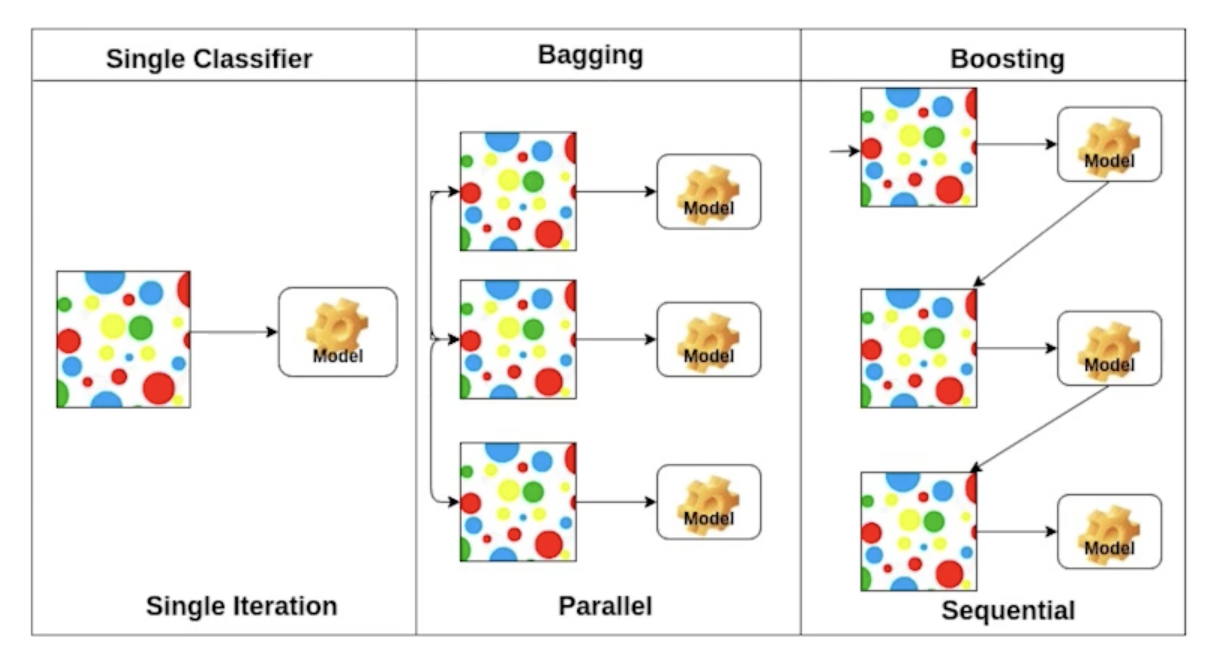 Single Classifier
Bagging
Boosting
Model
Model
Model
Model
Model
Model
Model
Single Iteration
Parallel
Sequential